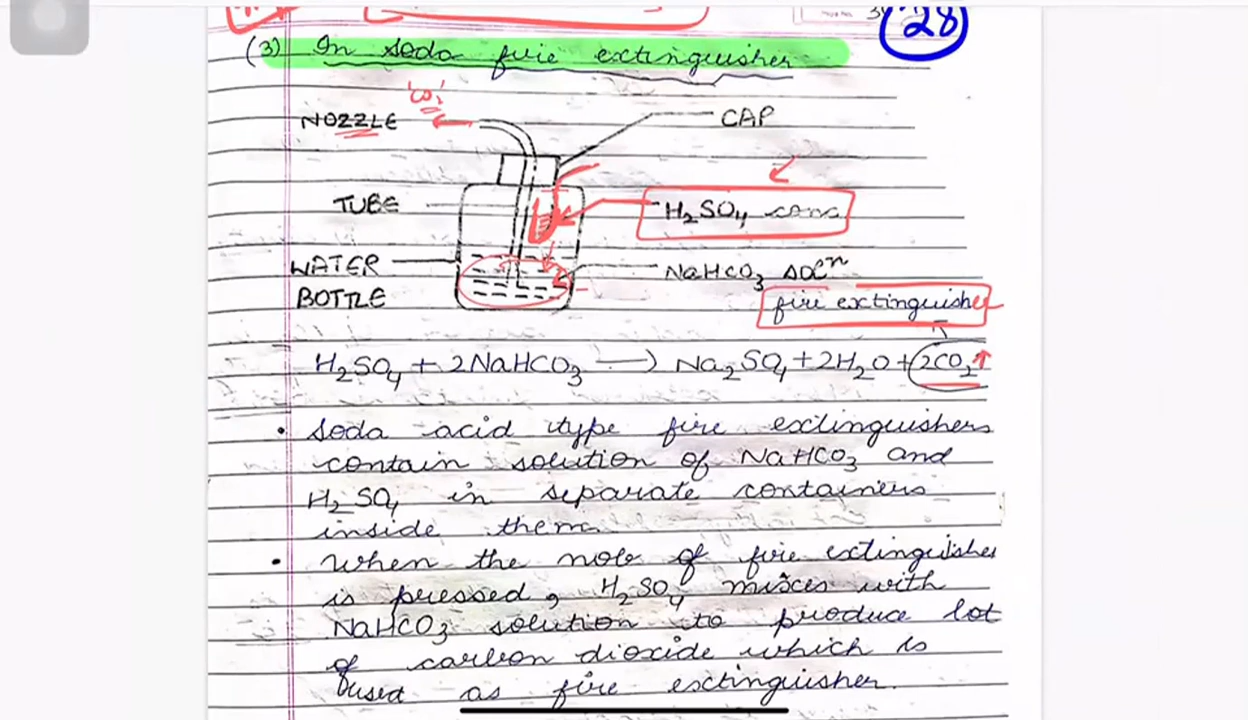 28
(3) In soda fire extinguisher
'CO2'
NOZZLE
CAP
TUBE
H2SO4 conc
WATER
BOTTLE
NaHCO3 solⁿ
fire extinguisher
H2SO4 + 2NaHCO3 → Na2SO4 + 2H2O + 2CO2↑
• Soda acid type fire extinguishers
contain solution of NaHCO3 and
H2SO4 in separate containers
inside them.
• When the nob of fire extinguisher
is pressed, H2SO4 mixes with
NaHCO3 solution to produce lot
of carbon dioxide which is
used as fire extinguisher.